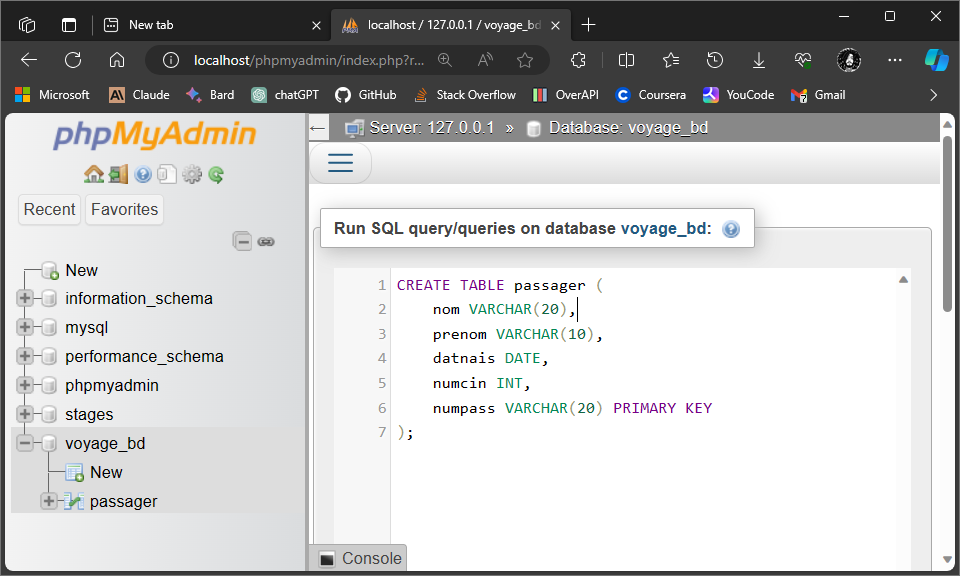 New tab
localhost / 127.0.0.1 / voyage_bd
localhost/phpmyadmin/index.php?r...
Microsoft
Claude
Bard
chatGPT
GitHub
Stack Overflow
OverAPI
Coursera
YouCode
Gmail
phpMyAdmin
Recent
Favorites
New
information_schema
mysql
performance_schema
phpmyadmin
stages
voyage_bd
New
passager
Server: 127.0.0.1 » Database: voyage_bd
Run SQL query/queries on database voyage_bd:
1 CREATE TABLE passager (
2     nom VARCHAR(20),
3     prenom VARCHAR(10),
4     datnais DATE,
5     numcin INT,
6     numpass VARCHAR(20) PRIMARY KEY
7 );
Console